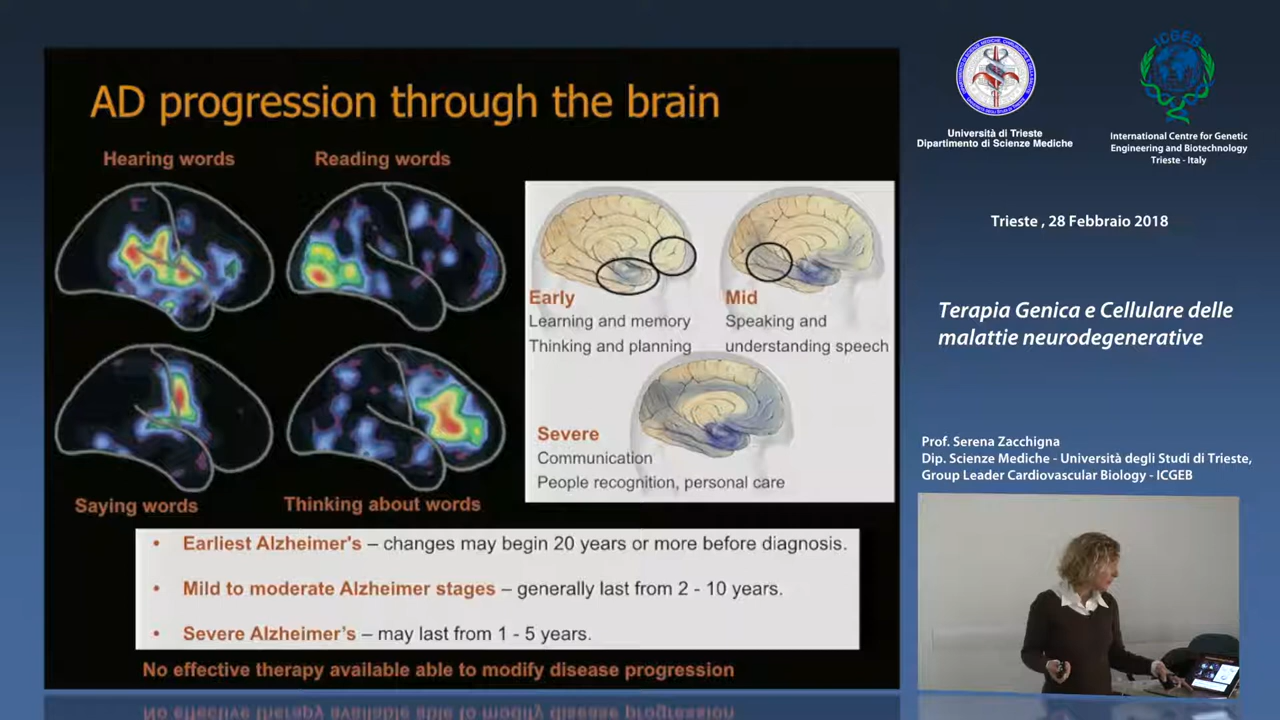 AD progression through the brain
Hearing words
Reading words
Saying words
Thinking about words
Early
Learning and memory
Thinking and planning
Mid
Speaking and
understanding speech
Severe
Communication
People recognition, personal care
• Earliest Alzheimer's – changes may begin 20 years or more before diagnosis.
• Mild to moderate Alzheimer stages – generally last from 2 - 10 years.
• Severe Alzheimer’s – may last from 1 - 5 years.
No effective therapy available able to modify disease progression
Università di Trieste
Dipartimento di Scienze Mediche
ICGEB
International Centre for Genetic
Engineering and Biotechnology
Trieste - Italy
Trieste , 28 Febbraio 2018
Terapia Genica e Cellulare delle
malattie neurodegenerative
Prof. Serena Zacchigna
Dip. Scienze Mediche - Università degli Studi di Trieste,
Group Leader Cardiovascular Biology - ICGEB